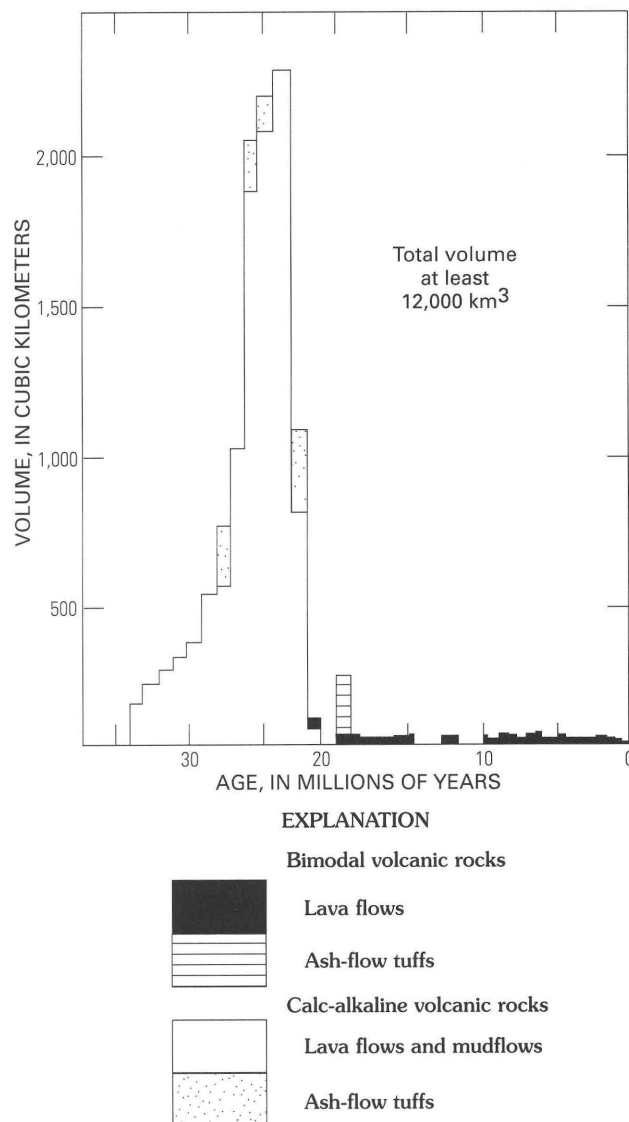 2,000
1,500
1,000
500
VOLUME, IN CUBIC KILOMETERS
Total volume
at least
12,000 km3
30
20
10
0
AGE, IN MILLIONS OF YEARS
EXPLANATION
Bimodal volcanic rocks
Lava flows
Ash-flow tuffs
Calc-alkaline volcanic rocks
Lava flows and mudflows
Ash-flow tuffs